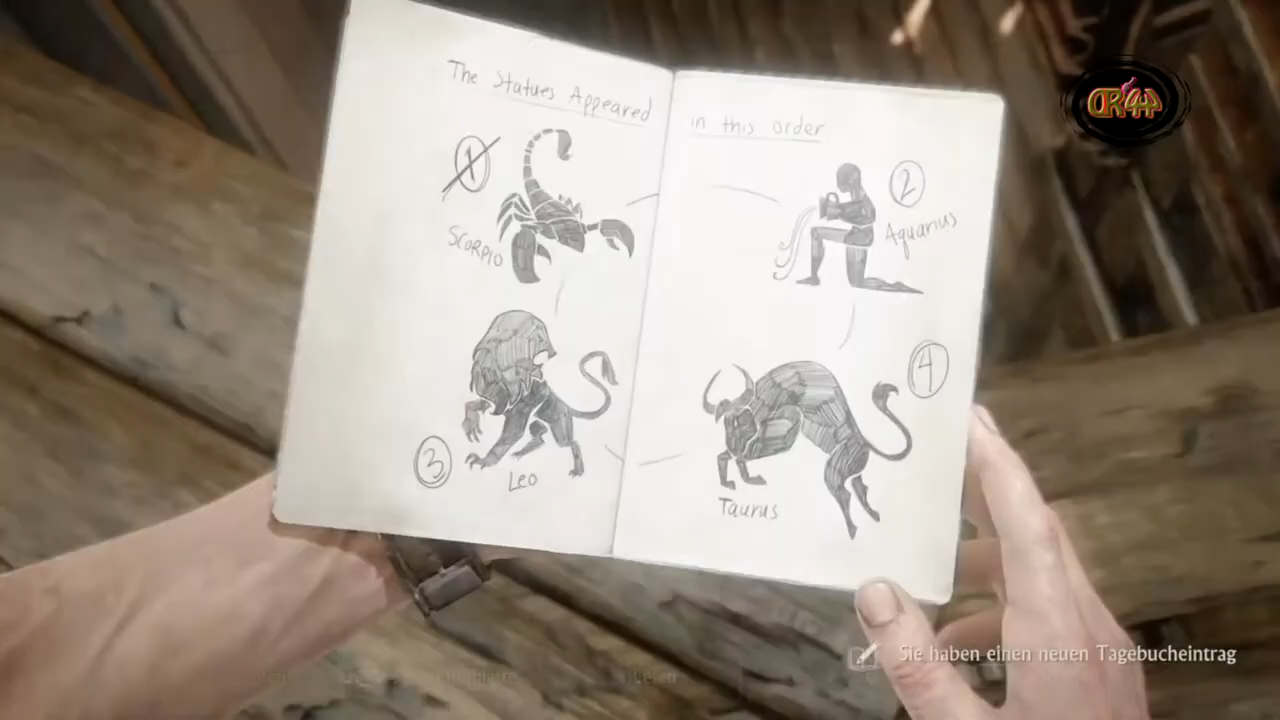 The Statues Appeared
in this order
1
SCORPIO
2
Aquarius
3
Leo
4
Taurus
Sie haben einen neuen Tagebucheintrag